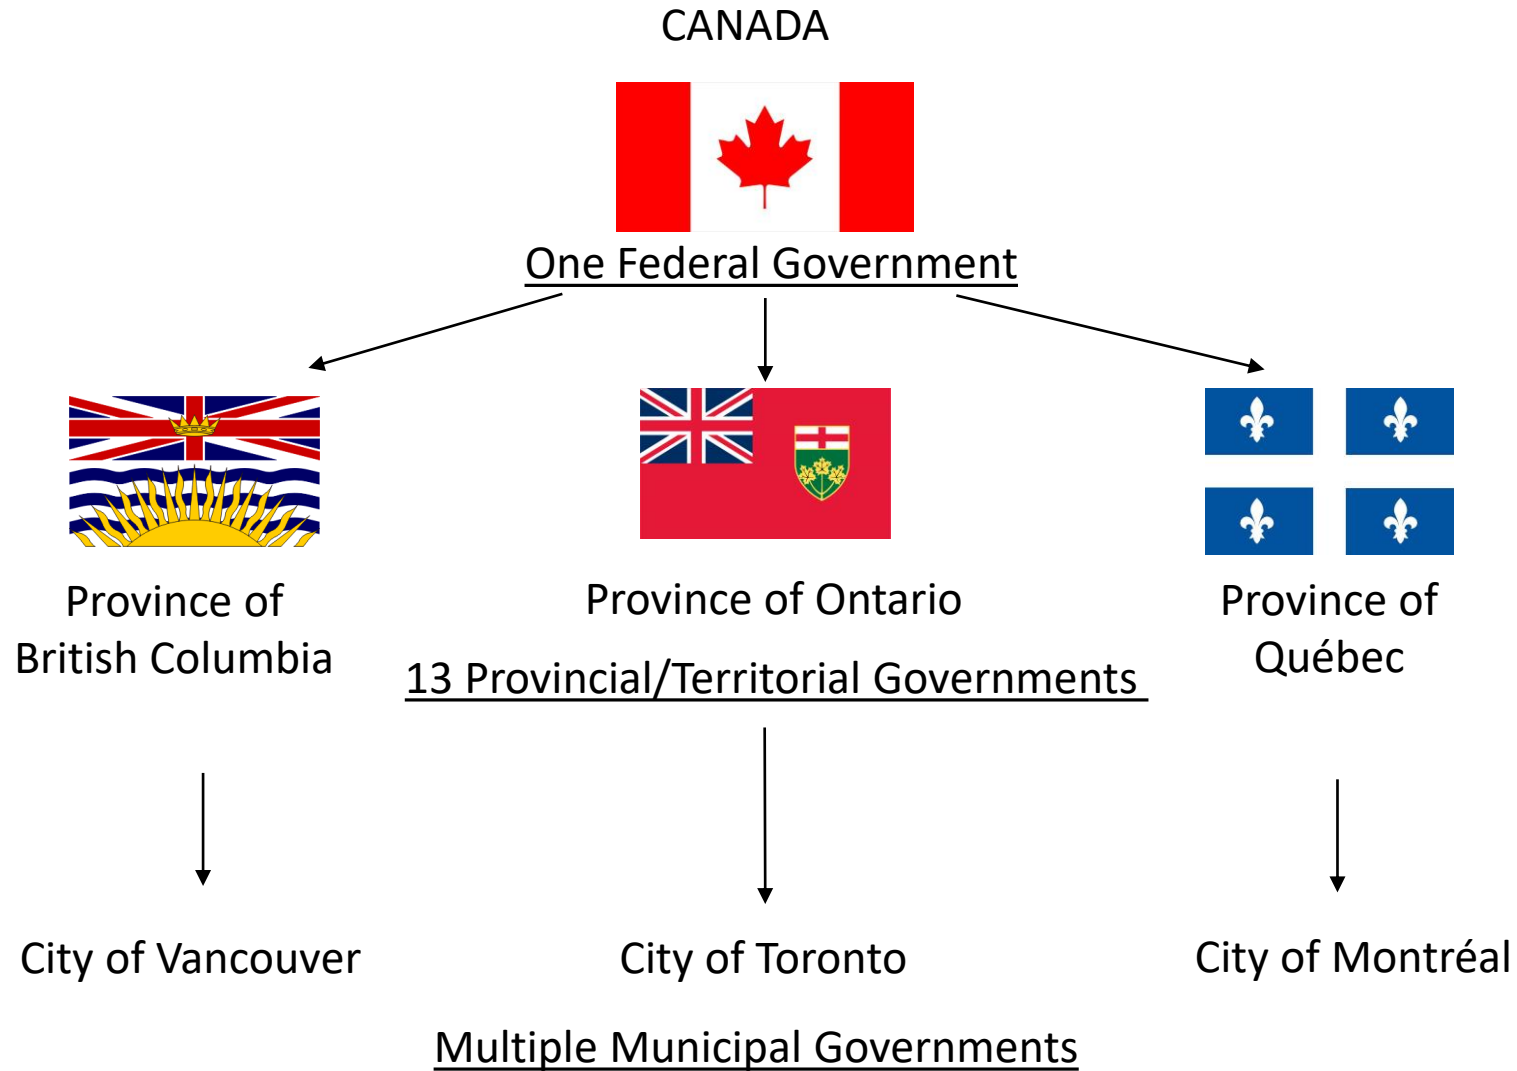 CANADA
One Federal Government
Province of
British Columbia
Province of Ontario
Province of
Québec
13 Provincial/Territorial Governments
City of Vancouver
City of Toronto
City of Montréal
Multiple Municipal Governments